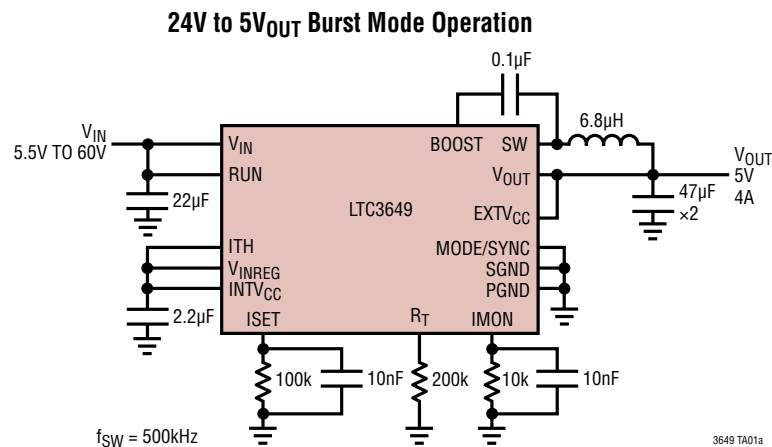 24V to 5VOUT Burst Mode Operation
0.1µF
6.8µH
VIN
5.5V TO 60V
VIN
BOOST
SW
RUN
VOUT
VOUT
5V
4A
22µF
LTC3649
EXTVCC
47µF
×2
ITH
MODE/SYNC
VINREG
SGND
INTVCC
PGND
2.2µF
ISET
RT
IMON
100k
10nF
200k
10k
10nF
fSW = 500kHz
3649 TA01a